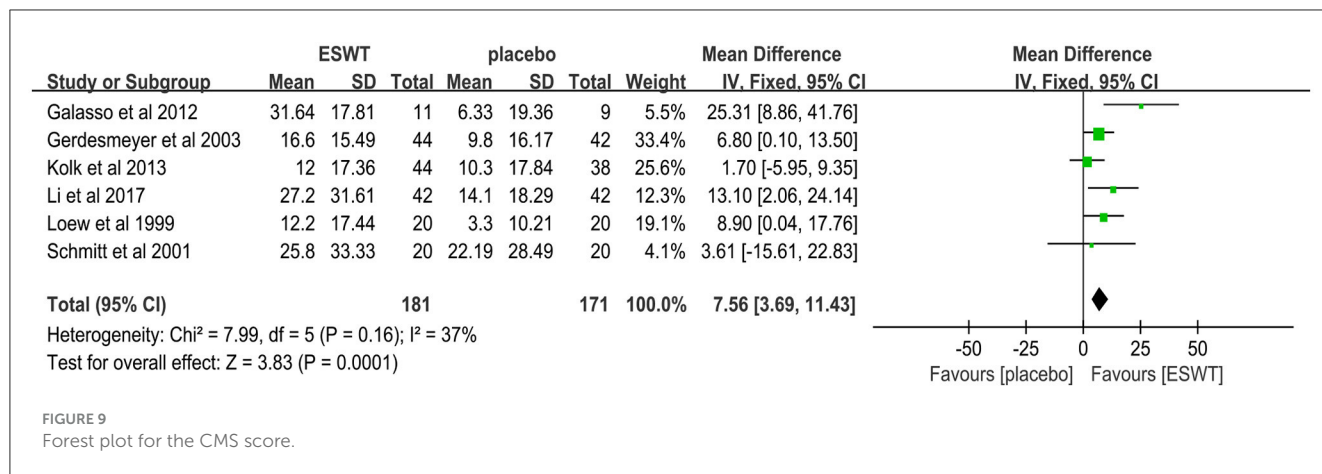 ESWT placebo Mean Difference Mean Difference
Study or Subgroup Mean SD Total Mean SD Total Weight IV, Fixed, 95% CI IV, Fixed, 95% CI
Galasso et al 2012 31.64 17.81 11 6.33 19.36 9 5.5% 25.31 [8.86, 41.76]
Gerdesmeyer et al 2003 16.6 15.49 44 9.8 16.17 42 33.4% 6.80 [0.10, 13.50]
Kolk et al 2013 12 17.36 44 10.3 17.84 38 25.6% 1.70 [-5.95, 9.35]
Li et al 2017 27.2 31.61 42 14.1 18.29 42 12.3% 13.10 [2.06, 24.14]
Loew et al 1999 12.2 17.44 20 3.3 10.21 20 19.1% 8.90 [0.04, 17.76]
Schmitt et al 2001 25.8 33.33 20 22.19 28.49 20 4.1% 3.61 [-15.61, 22.83]
Total (95% CI) 181 171 100.0% 7.56 [3.69, 11.43]
Heterogeneity: Chi² = 7.99, df = 5 (P = 0.16); I² = 37%
Test for overall effect: Z = 3.83 (P = 0.0001)
-50 -25 0 25 50
Favours [placebo] Favours [ESWT]
FIGURE 9
Forest plot for the CMS score.